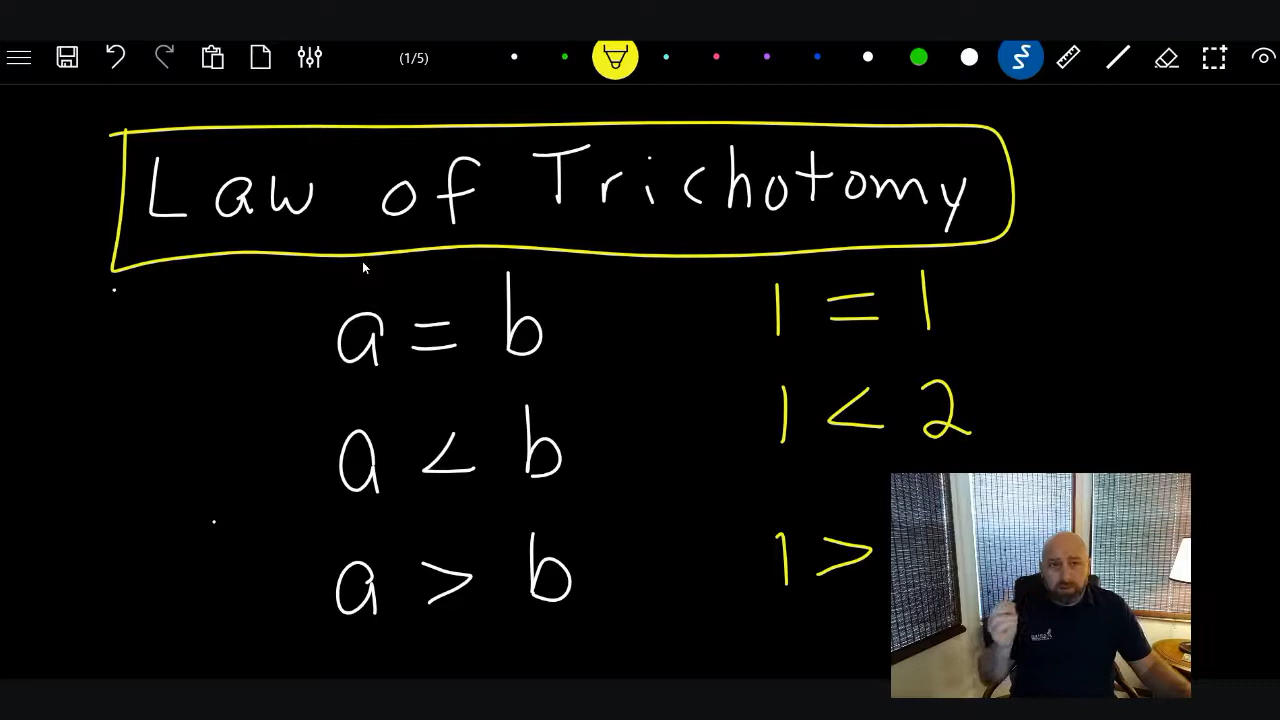 (1/5)
Law of Trichotomy
a = b
1 = 1
a < b
1 < 2
a > b
1 >